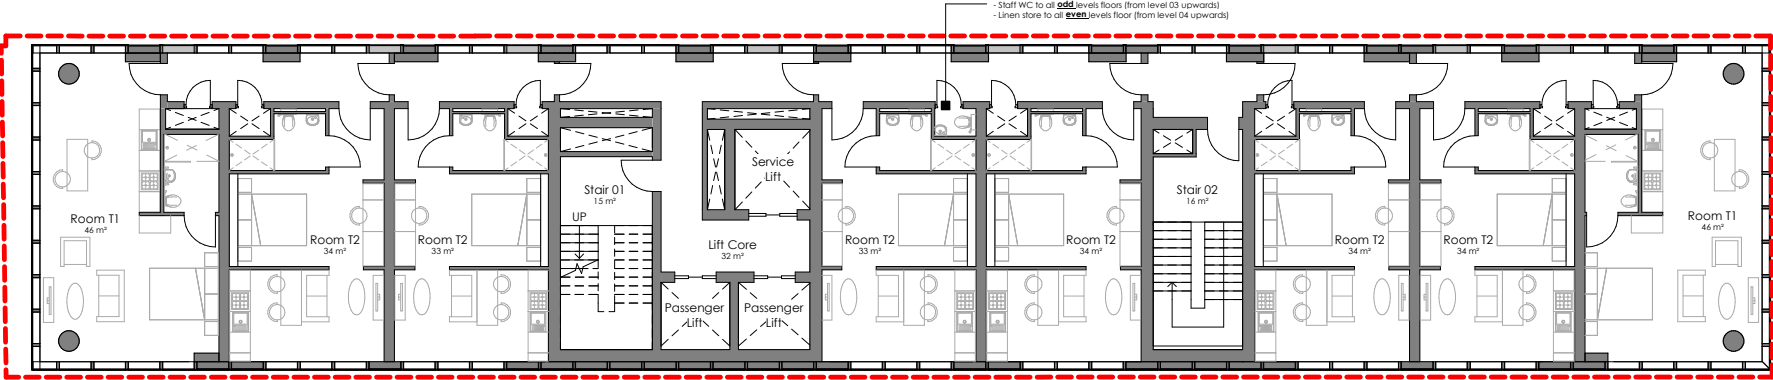 - Staff WC to all odd levels floors (from level 03 upwards)
- Linen store to all even levels floor (from level 04 upwards)
Room T1
46 m²
Room T2
34 m²
Room T2
33 m²
Stair 01
15 m²
UP
Service
Lift
Lift Core
32 m²
Passenger
Lift
Passenger
Lift
Room T2
33 m²
Room T2
34 m²
Stair 02
16 m²
Room T2
34 m²
Room T2
34 m²
Room T1
46 m²